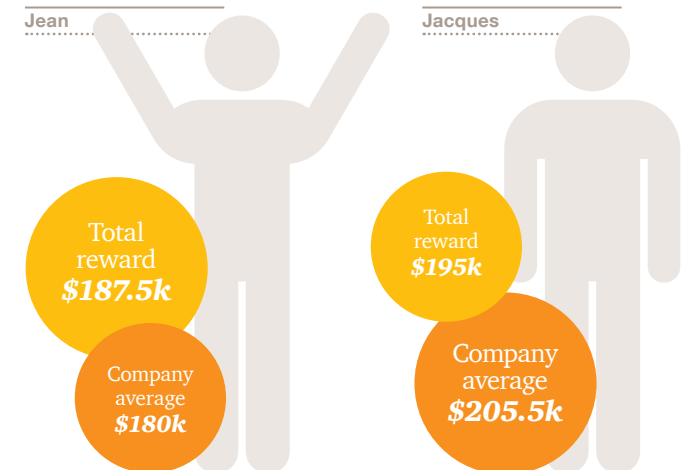 Jean
Jacques
Total
reward
$187.5k
Company
average
$180k
Total
reward
$195k
Company
average
$205.5k